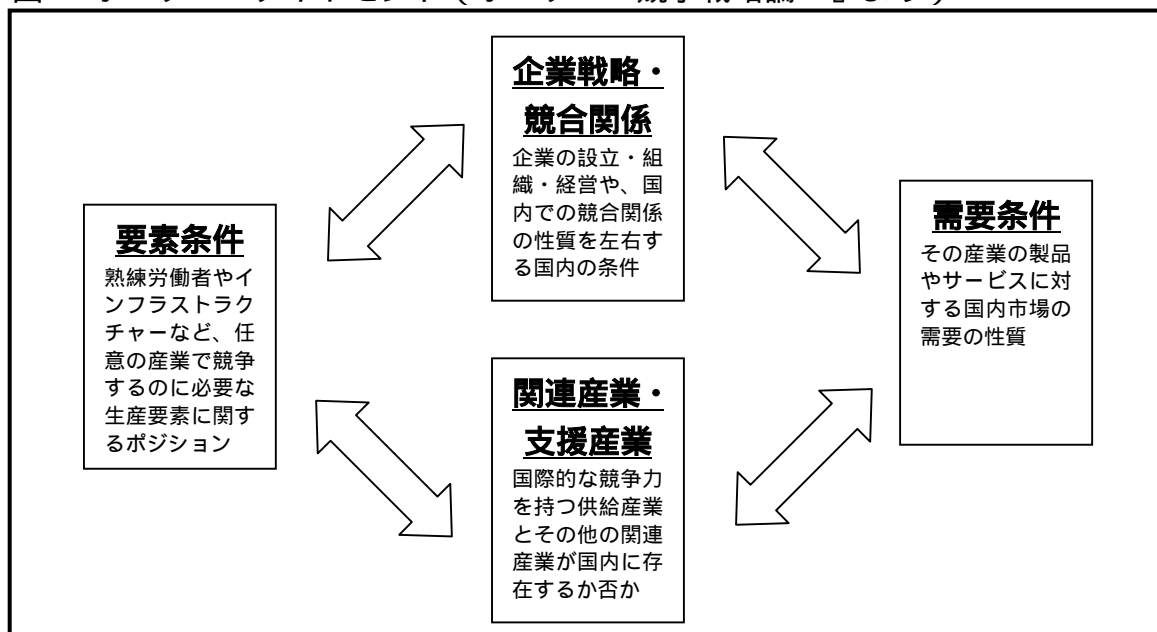 企業戦略・
競合関係
企業の設立・組
織・経営や、国
内での競合関係
の性質を左右す
る国内の条件
要素条件
熟練労働者やイ
ンフラストラク
チャーなど、任
意の産業で競争
するのに必要な
生産要素に関す
るポジション
需要条件
その産業の製品
やサービスに対
する国内市場の
需要の性質
関連産業・
支援産業
国際的な競争力
を持つ供給産業
とその他の関連
産業が国内に存
在するか否か